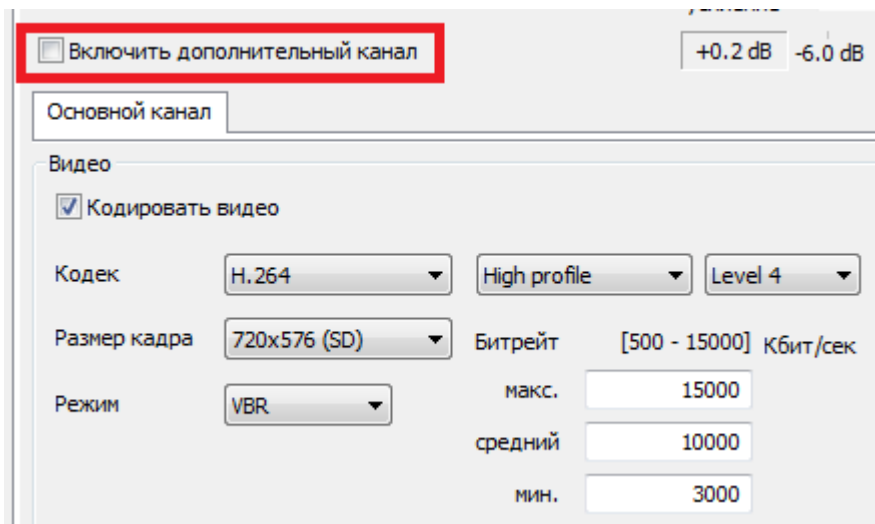 Включить дополнительный канал
+0.2 dB -6.0 dB
Основной канал
Видео
Кодировать видео
Кодек H.264 High profile Level 4
Размер кадра 720x576 (SD) Битрейт [500 - 15000] Кбит/сек
Режим VBR макс. 15000
средний 10000
мин. 3000